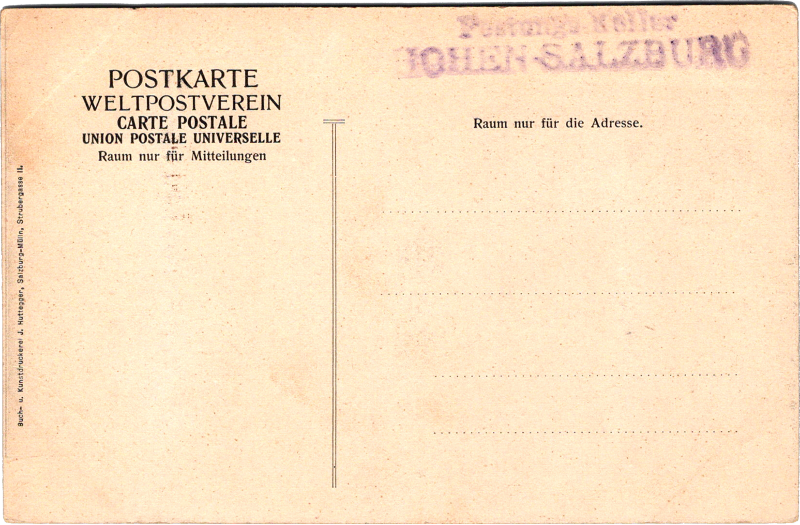 Festungs-Keller
HOHEN-SALZBURG
POSTKARTE
WELTPOSTVEREIN
CARTE POSTALE
UNION POSTALE UNIVERSELLE
Raum nur für Mitteilungen
Raum nur für die Adresse.
Buch- u. Kunstdruckerei J. Huttegger, Salzburg-Mülln, Strubergasse 11.